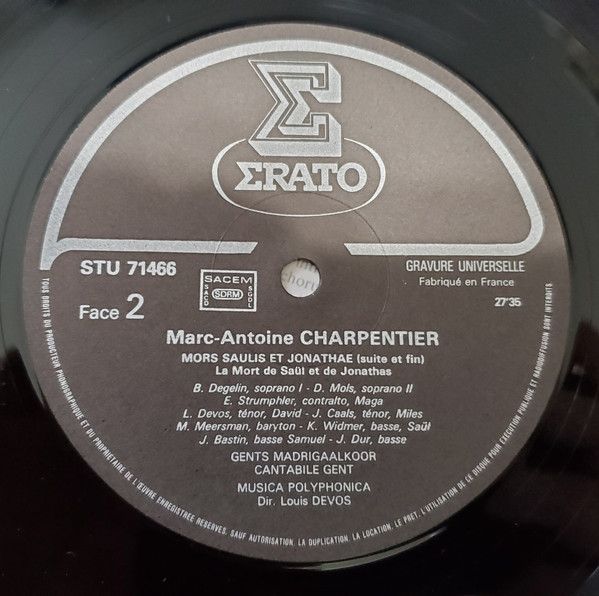 ΣRATO
STU 71466
SACEM
SACD
SDRM
SGDL
GRAVURE UNIVERSELLE
Fabriqué en France
Face 2
27'35
Marc-Antoine CHARPENTIER
MORS SAULIS ET JONATHAE (suite et fin)
La Mort de Saül et de Jonathas
B. Degelin, soprano I - D. Mols, soprano II
E. Strumphler, contralto, Maga
L. Devos, ténor, David - J. Caals, ténor, Miles
M. Meersman, baryton - K. Widmer, basse, Saül
J. Bastin, basse Samuel - J. Dur, basse
GENTS MADRIGAALKOOR
CANTABILE GENT
MUSICA POLYPHONICA
Dir. Louis DEVOS
TOUS DROITS DU PRODUCTEUR PHONOGRAPHIQUE ET DU PROPRIETAIRE DE L'ŒUVRE ENREGISTREE RESERVES. SAUF AUTORISATION. LA DUPLICATION, LA LOCATION, LE PRET, L'UTILISATION DE CE DISQUE POUR EXECUTION PUBLIQUE ET RADIODIFFUSION SONT INTERDITS.